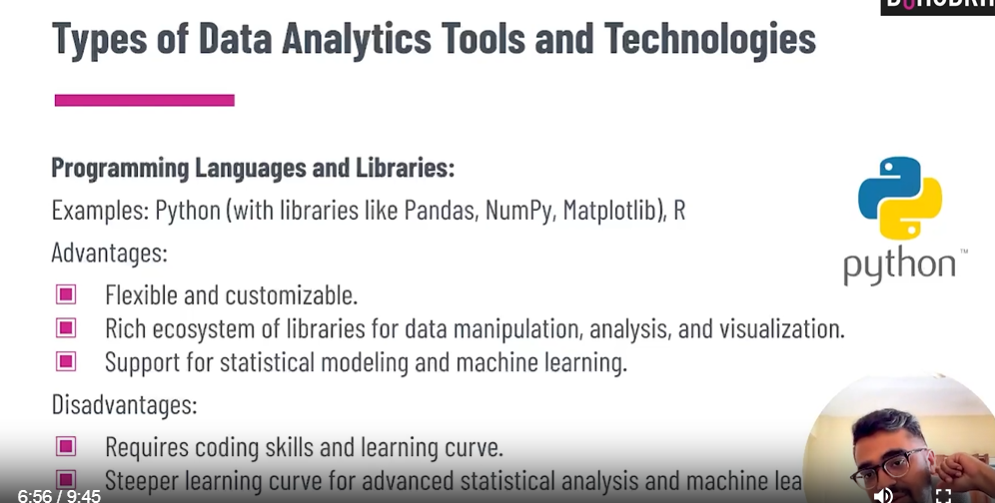 Types of Data Analytics Tools and Technologies
Programming Languages and Libraries:
Examples: Python (with libraries like Pandas, NumPy, Matplotlib), R
python™
Advantages:
Flexible and customizable.
Rich ecosystem of libraries for data manipulation, analysis, and visualization.
Support for statistical modeling and machine learning.
Disadvantages:
Requires coding skills and learning curve.
Steeper learning curve for advanced statistical analysis and machine lea
6:56 / 9:45